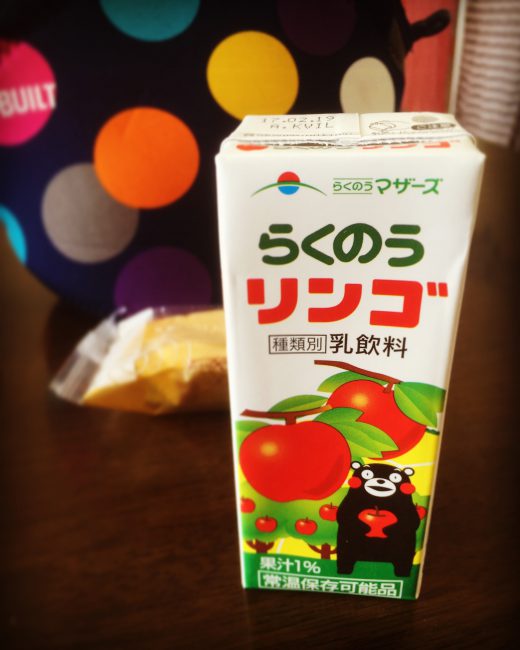 BUILT
17.02.19
A.KVIL
らくのうマザーズ
らくのう
リンゴ
種類別 乳飲料
果汁1%
常温保存可能品